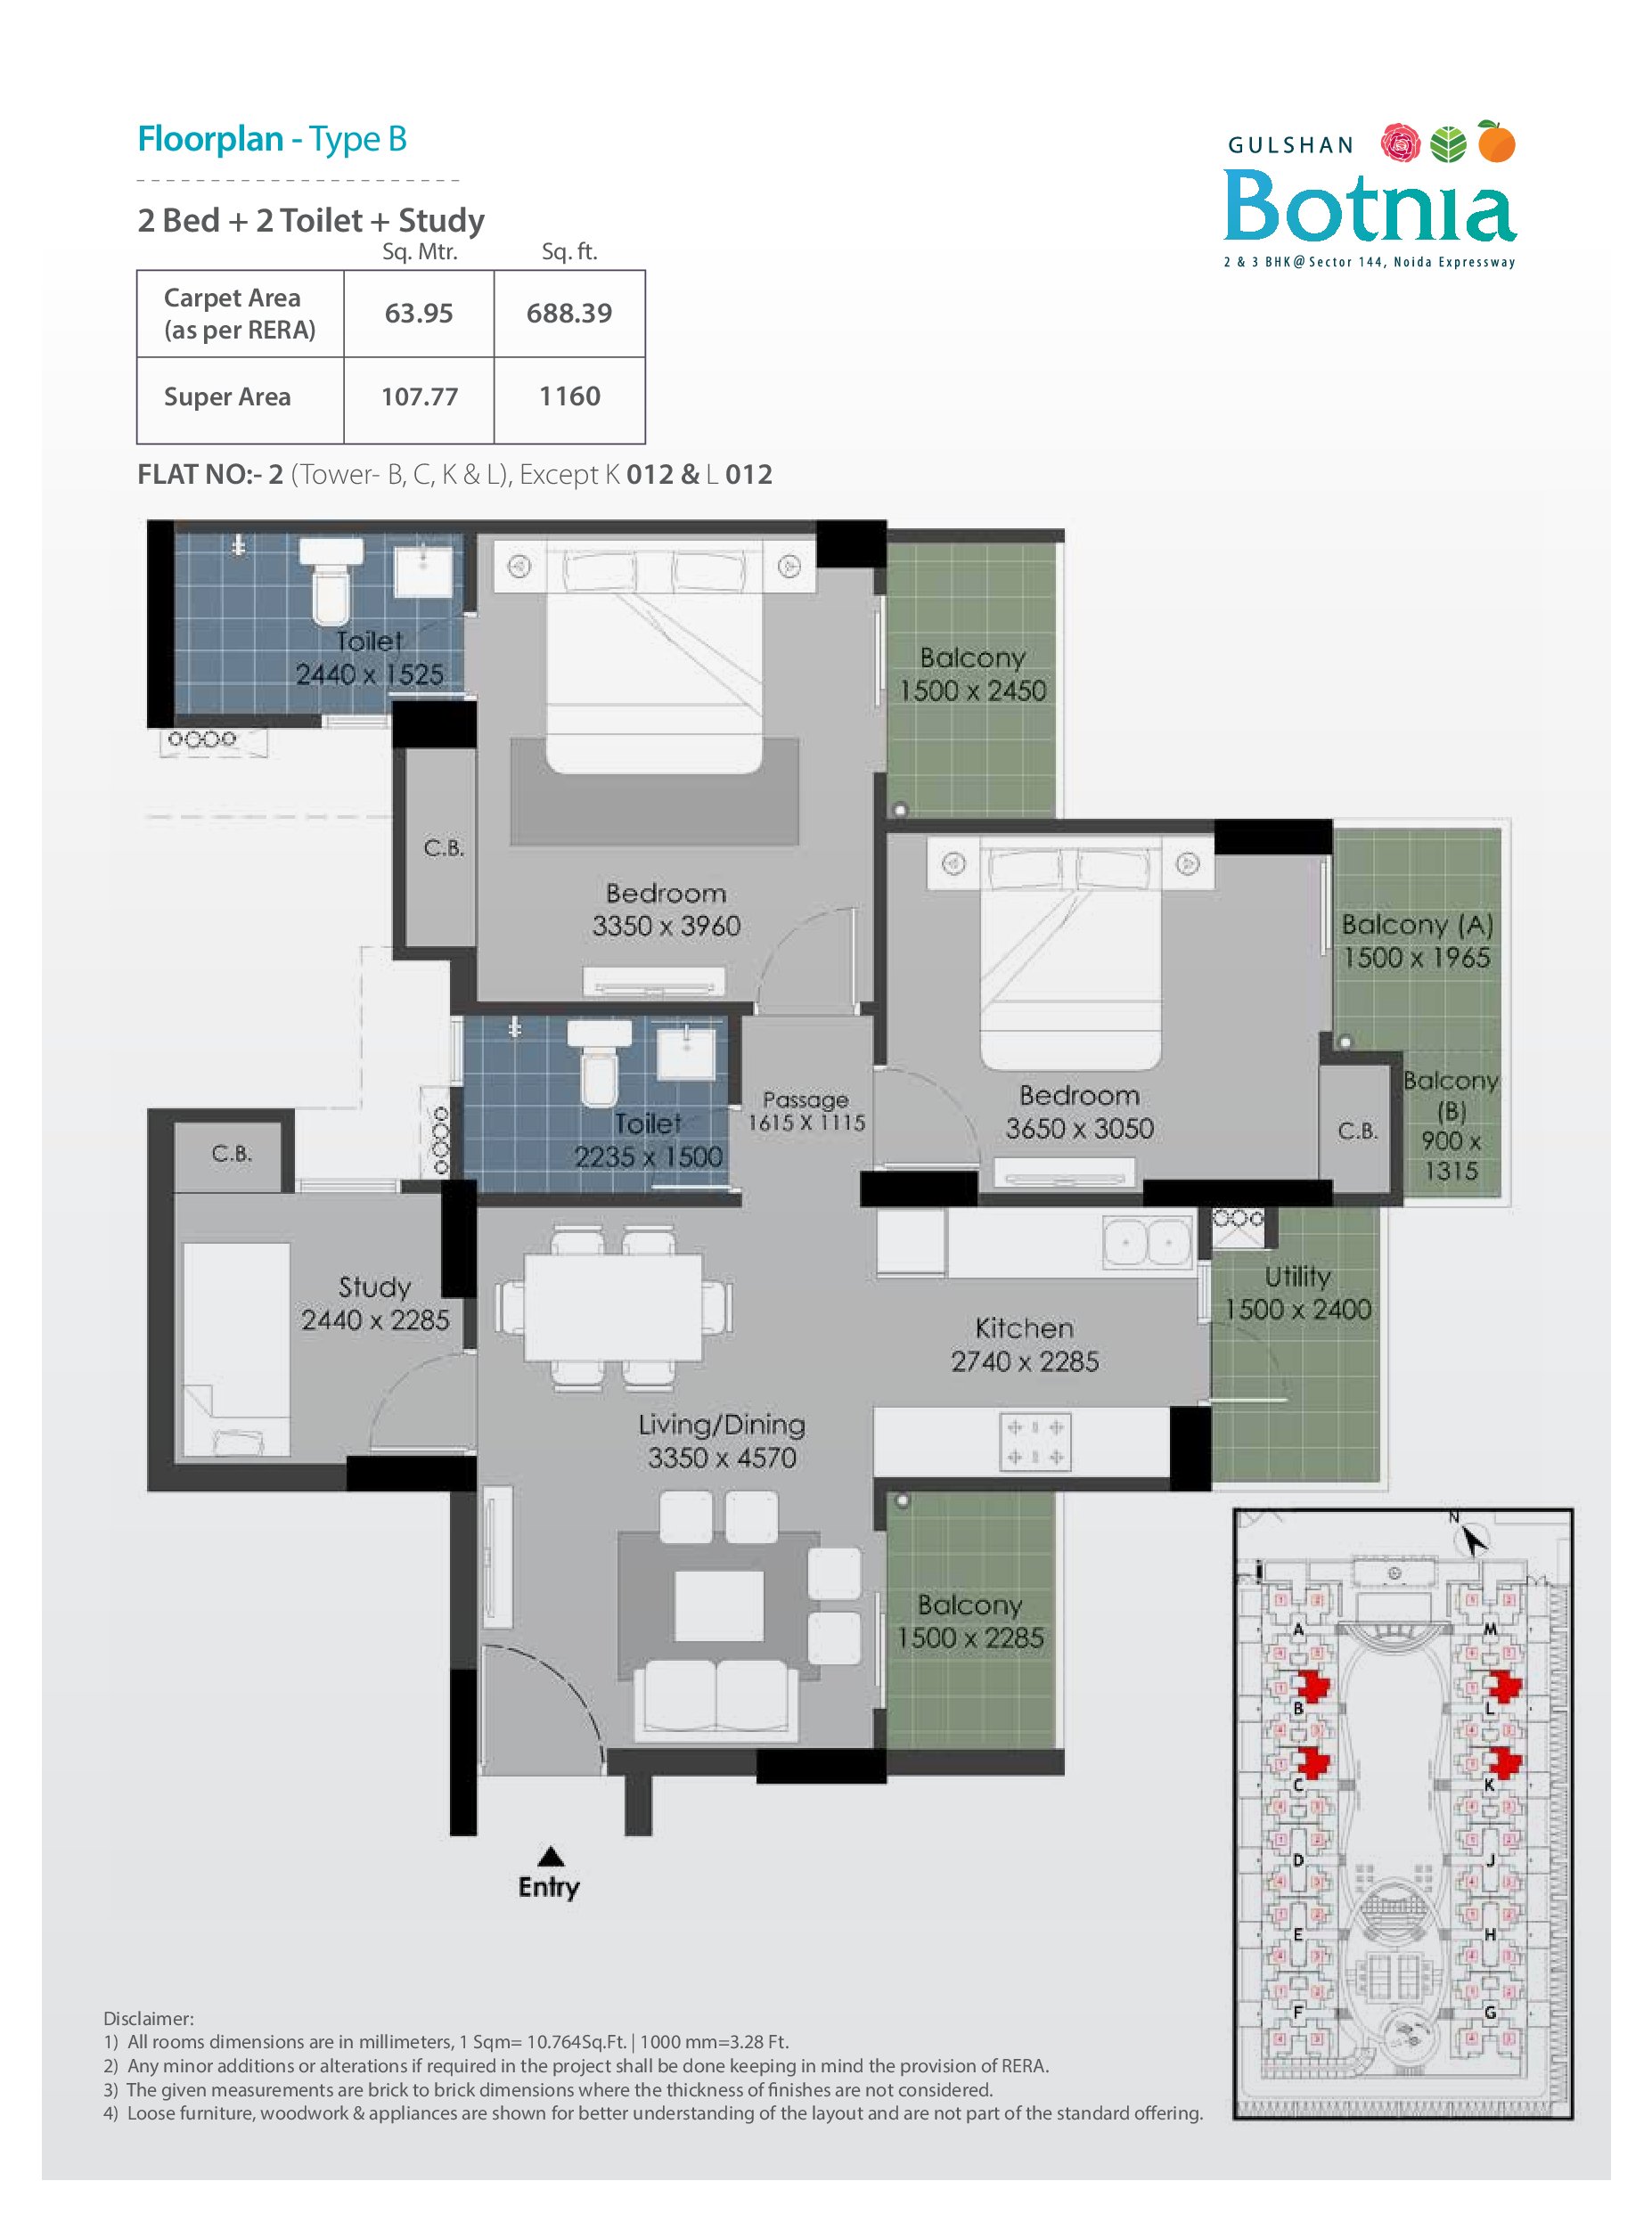 Floorplan - Type B
GULSHAN
Botnia
2 & 3 BHK@Sector 144, Noida Expressway
2 Bed + 2 Toilet + Study
Sq. Mtr. Sq. ft.
Carpet Area
(as per RERA)
63.95 688.39
Super Area 107.77 1160
FLAT NO:- 2 (Tower- B, C, K & L), Except K 012 & L 012
Toilet
2440 x 1525
Balcony
1500 x 2450
C.B.
Bedroom
3350 x 3960
Balcony (A)
1500 x 1965
Passage
1615 X 1115
Toilet
2235 x 1500
Bedroom
3650 x 3050
C.B.
Balcony
(B)
900 x
1315
C.B.
Study
2440 x 2285
Utility
1500 x 2400
Kitchen
2740 x 2285
Living/Dining
3350 x 4570
Balcony
1500 x 2285
Entry
N
A M
B L
C K
D J
E H
F G
Disclaimer:
1) All rooms dimensions are in millimeters, 1 Sqm= 10.764Sq.Ft. | 1000 mm=3.28 Ft.
2) Any minor additions or alterations if required in the project shall be done keeping in mind the provision of RERA.
3) The given measurements are brick to brick dimensions where the thickness of finishes are not considered.
4) Loose furniture, woodwork & appliances are shown for better understanding of the layout and are not part of the standard offering.